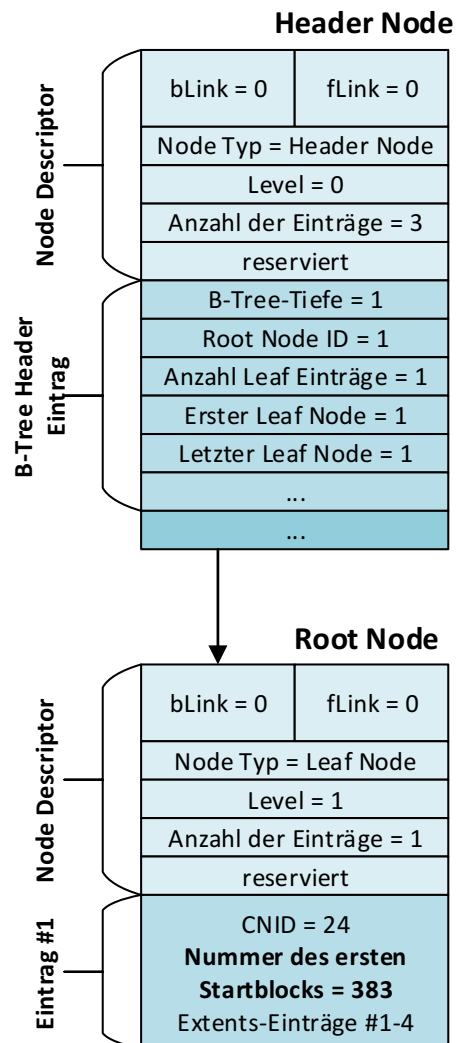 Header Node
Node Descriptor
bLink = 0 fLink = 0
Node Typ = Header Node
Level = 0
Anzahl der Einträge = 3
reserviert
B-Tree Header
Eintrag
B-Tree-Tiefe = 1
Root Node ID = 1
Anzahl Leaf Einträge = 1
Erster Leaf Node = 1
Letzter Leaf Node = 1
...
...
Root Node
Node Descriptor
bLink = 0 fLink = 0
Node Typ = Leaf Node
Level = 1
Anzahl der Einträge = 1
reserviert
Eintrag #1
CNID = 24
Nummer des ersten
Startblocks = 383
Extents-Einträge #1-4